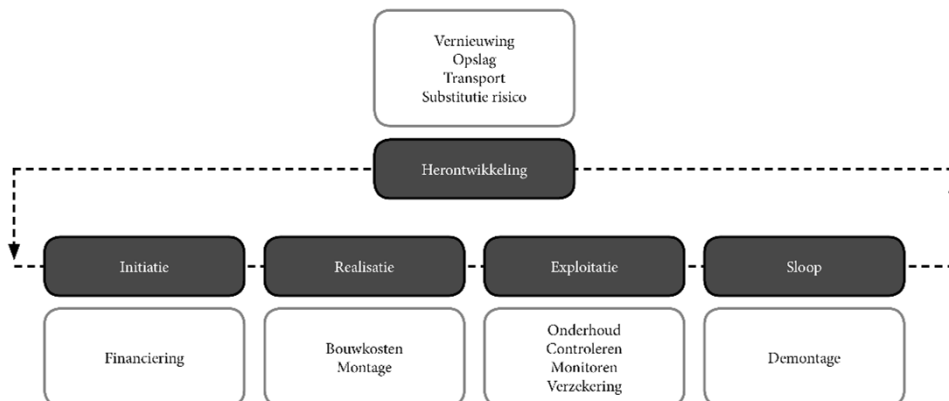 Vernieuwing
Opslag
Transport
Substitutie risico
Herontwikkeling
Initiatie
Realisatie
Exploitatie
Sloop
Financiering
Bouwkosten
Montage
Onderhoud
Controleren
Monitoren
Verzekering
Demontage